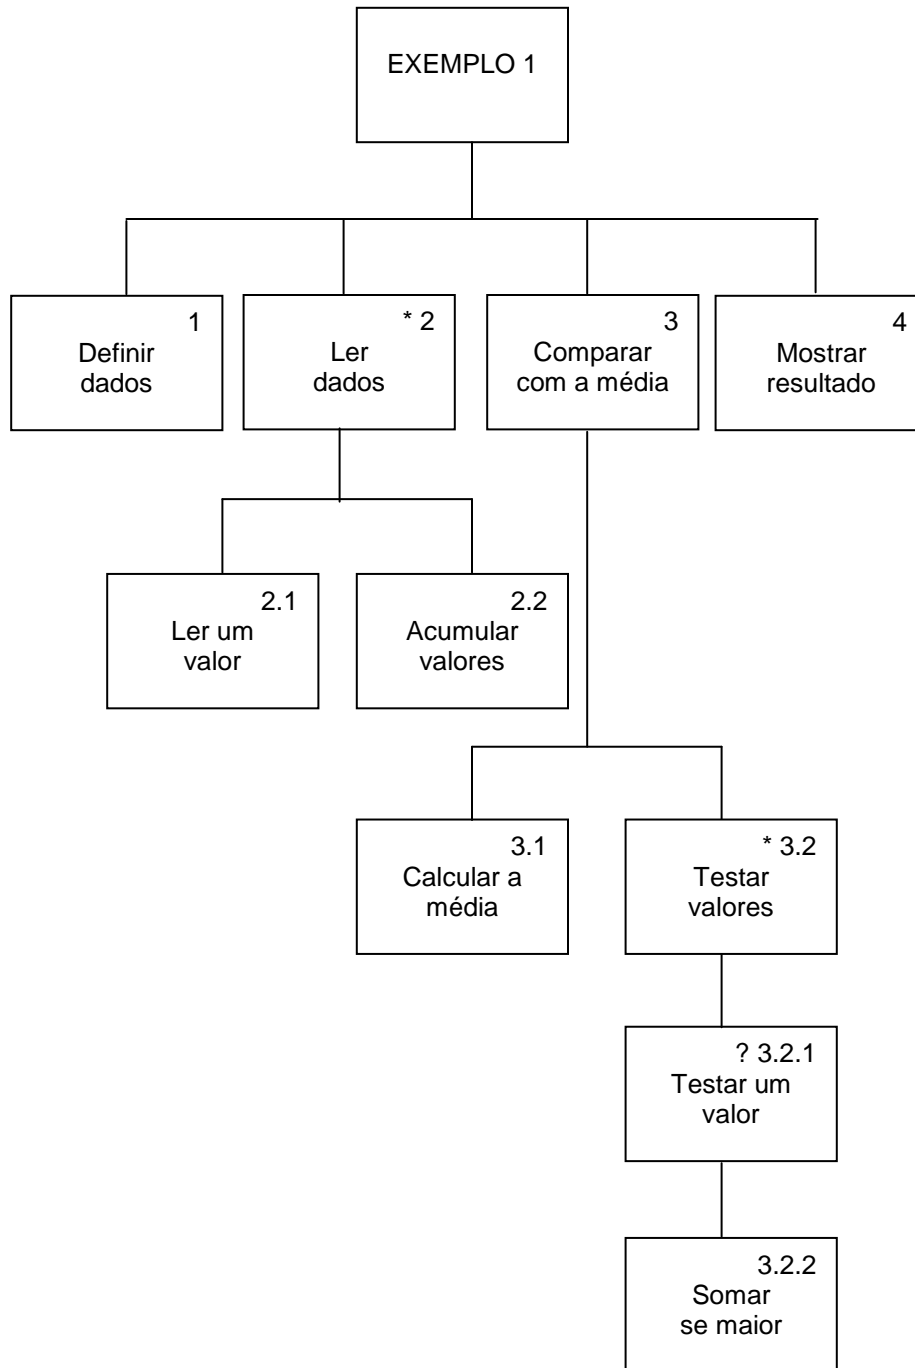 EXEMPLO 1
1
Definir
dados
* 2
Ler
dados
3
Comparar
com a média
4
Mostrar
resultado
2.1
Ler um
valor
2.2
Acumular
valores
3.1
Calcular a
média
* 3.2
Testar
valores
? 3.2.1
Testar um
valor
3.2.2
Somar
se maior